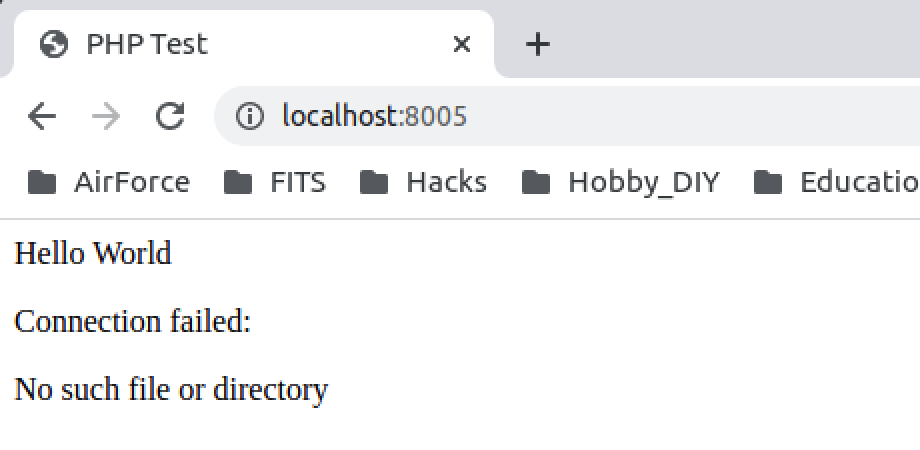 PHP Test
localhost:8005
AirForce FITS Hacks Hobby_DIY Educatio
Hello World
Connection failed:
No such file or directory